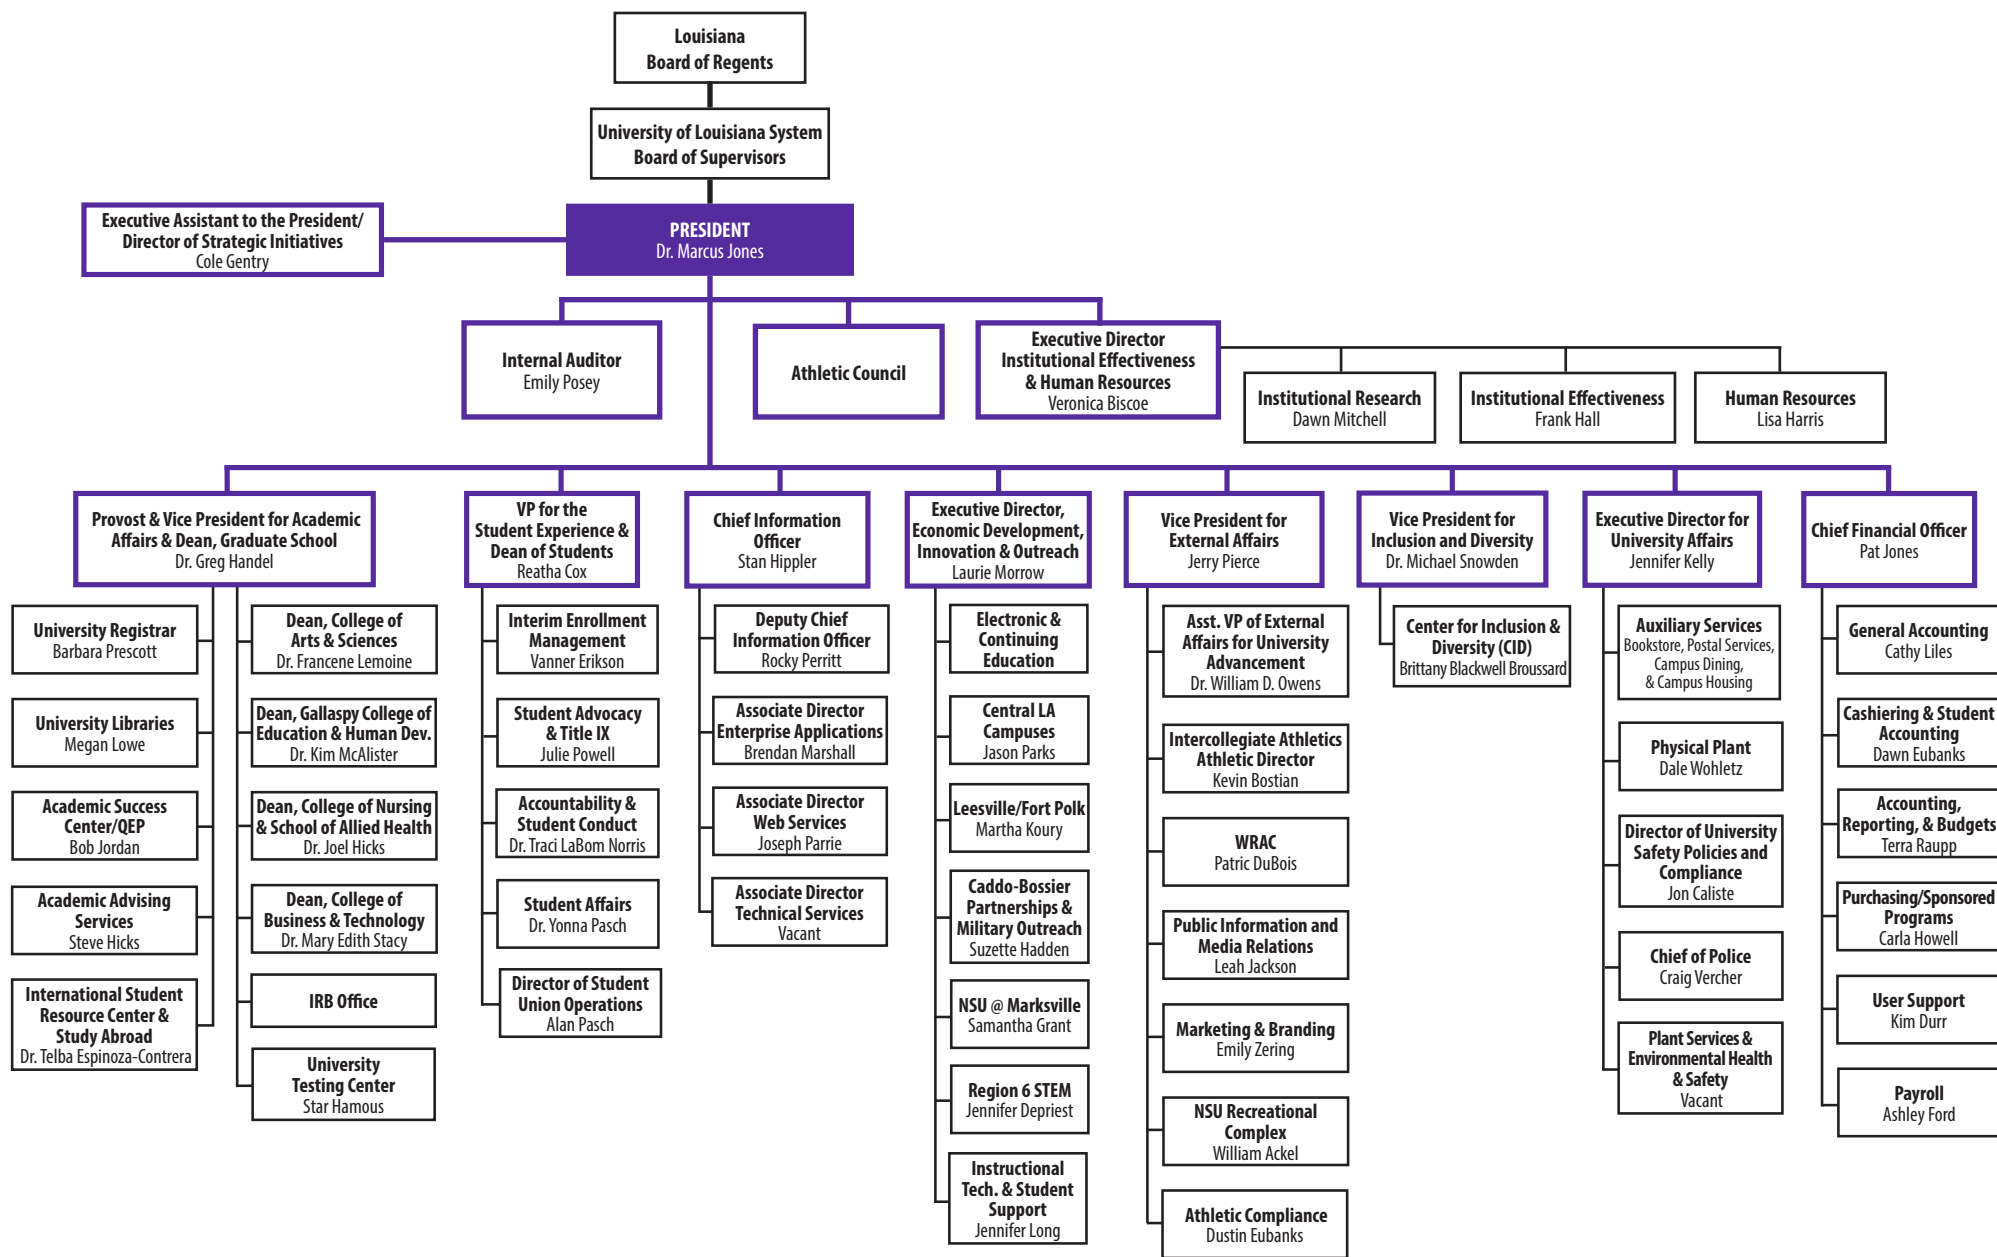 Louisiana
Board of Regents
University of Louisiana System
Board of Supervisors
Executive Assistant to the President/
Director of Strategic Initiatives
Cole Gentry
PRESIDENT
Dr. Marcus Jones
Internal Auditor
Emily Posey
Athletic Council
Executive Director
Institutional Effectiveness
& Human Resources
Veronica Biscoe
Institutional Research
Dawn Mitchell
Institutional Effectiveness
Frank Hall
Human Resources
Lisa Harris
Provost & Vice President for Academic
Affairs & Dean, Graduate School
Dr. Greg Handel
University Registrar
Barbara Prescott
University Libraries
Megan Lowe
Academic Success
Center/QEP
Bob Jordan
Academic Advising
Services
Steve Hicks
International Student
Resource Center &
Study Abroad
Dr. Telba Espinoza-Contrera
Dean, College of
Arts & Sciences
Dr. Francene Lemoine
Dean, Gallaspy College of
Education & Human Dev.
Dr. Kim McAlister
Dean, College of Nursing
& School of Allied Health
Dr. Joel Hicks
Dean, College of
Business & Technology
Dr. Mary Edith Stacy
IRB Office
University
Testing Center
Star Hamous
VP for the
Student Experience &
Dean of Students
Reatha Cox
Interim Enrollment
Management
Vanner Erikson
Student Advocacy
& Title IX
Julie Powell
Accountability &
Student Conduct
Dr. Traci LaBom Norris
Student Affairs
Dr. Yonna Pasch
Director of Student
Union Operations
Alan Pasch
Chief Information
Officer
Stan Hippler
Deputy Chief
Information Officer
Rocky Perritt
Associate Director
Enterprise Applications
Brendan Marshall
Associate Director
Web Services
Joseph Parrie
Associate Director
Technical Services
Vacant
Executive Director,
Economic Development,
Innovation & Outreach
Laurie Morrow
Electronic &
Continuing
Education
Central LA
Campuses
Jason Parks
Leesville/Fort Polk
Martha Koury
Caddo-Bossier
Partnerships &
Military Outreach
Suzette Hadden
NSU @ Marksville
Samantha Grant
Region 6 STEM
Jennifer Depriest
Instructional
Tech. & Student
Support
Jennifer Long
Vice President for
External Affairs
Jerry Pierce
Asst. VP of External
Affairs for University
Advancement
Dr. William D. Owens
Intercollegiate Athletics
Athletic Director
Kevin Bostian
WRAC
Patric DuBois
Public Information and
Media Relations
Leah Jackson
Marketing & Branding
Emily Zering
NSU Recreational
Complex
William Ackel
Athletic Compliance
Dustin Eubanks
Vice President for
Inclusion and Diversity
Dr. Michael Snowden
Center for Inclusion &
Diversity (CID)
Brittany Blackwell Broussard
Executive Director for
University Affairs
Jennifer Kelly
Auxiliary Services
Bookstore, Postal Services,
Campus Dining,
& Campus Housing
Physical Plant
Dale Wohletz
Director of University
Safety Policies and
Compliance
Jon Caliste
Chief of Police
Craig Vercher
Plant Services &
Environmental Health
& Safety
Vacant
Chief Financial Officer
Pat Jones
General Accounting
Cathy Liles
Cashiering & Student
Accounting
Dawn Eubanks
Accounting,
Reporting, & Budgets
Terra Raupp
Purchasing/Sponsored
Programs
Carla Howell
User Support
Kim Durr
Payroll
Ashley Ford